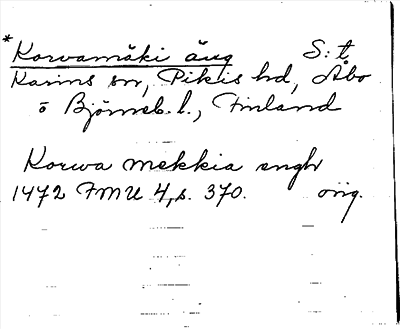 * Korvamäki äng S:t
Karins sn, Pikis hd, Åbo
o Björneb. l., Finland
Korwa mekkia engh
1472 FMU 4, s. 370. orig.